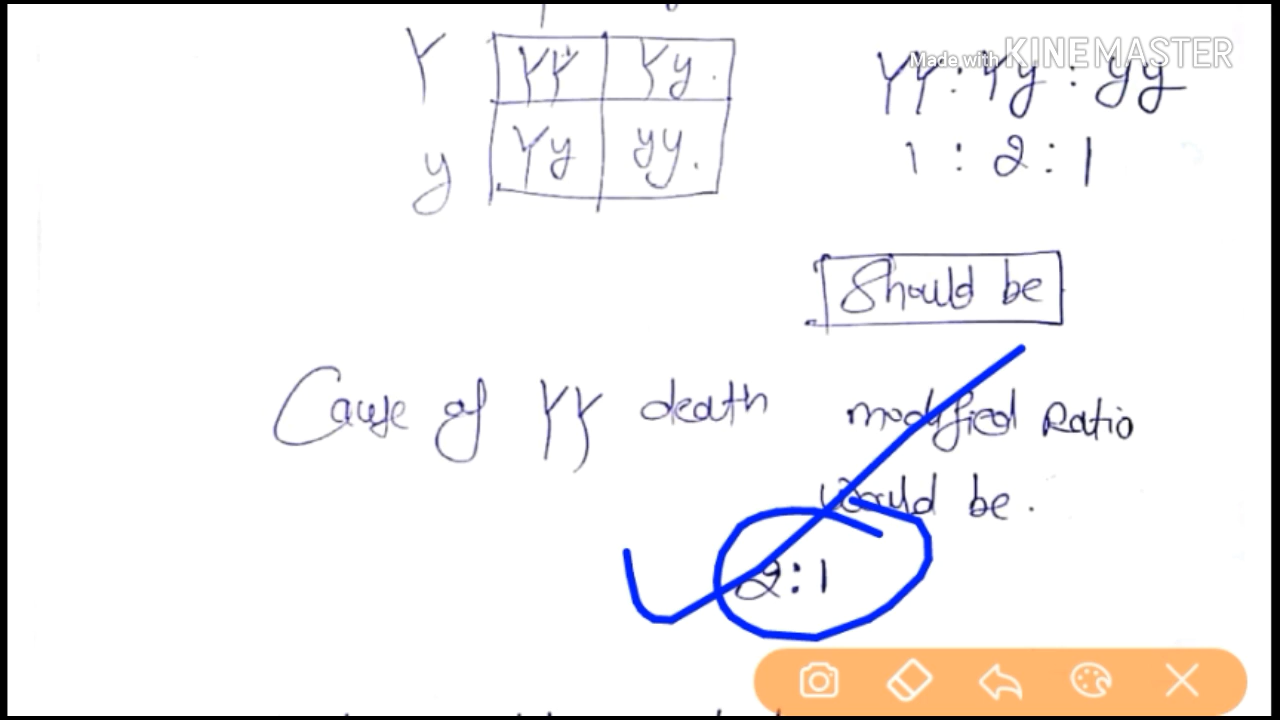 Made with KINEMASTER
Y YY Yy. YY : Yy : yy
y Yy yy. 1 : 2 : 1
Should be
Cause of YY death modified Ratio
would be.
2:1